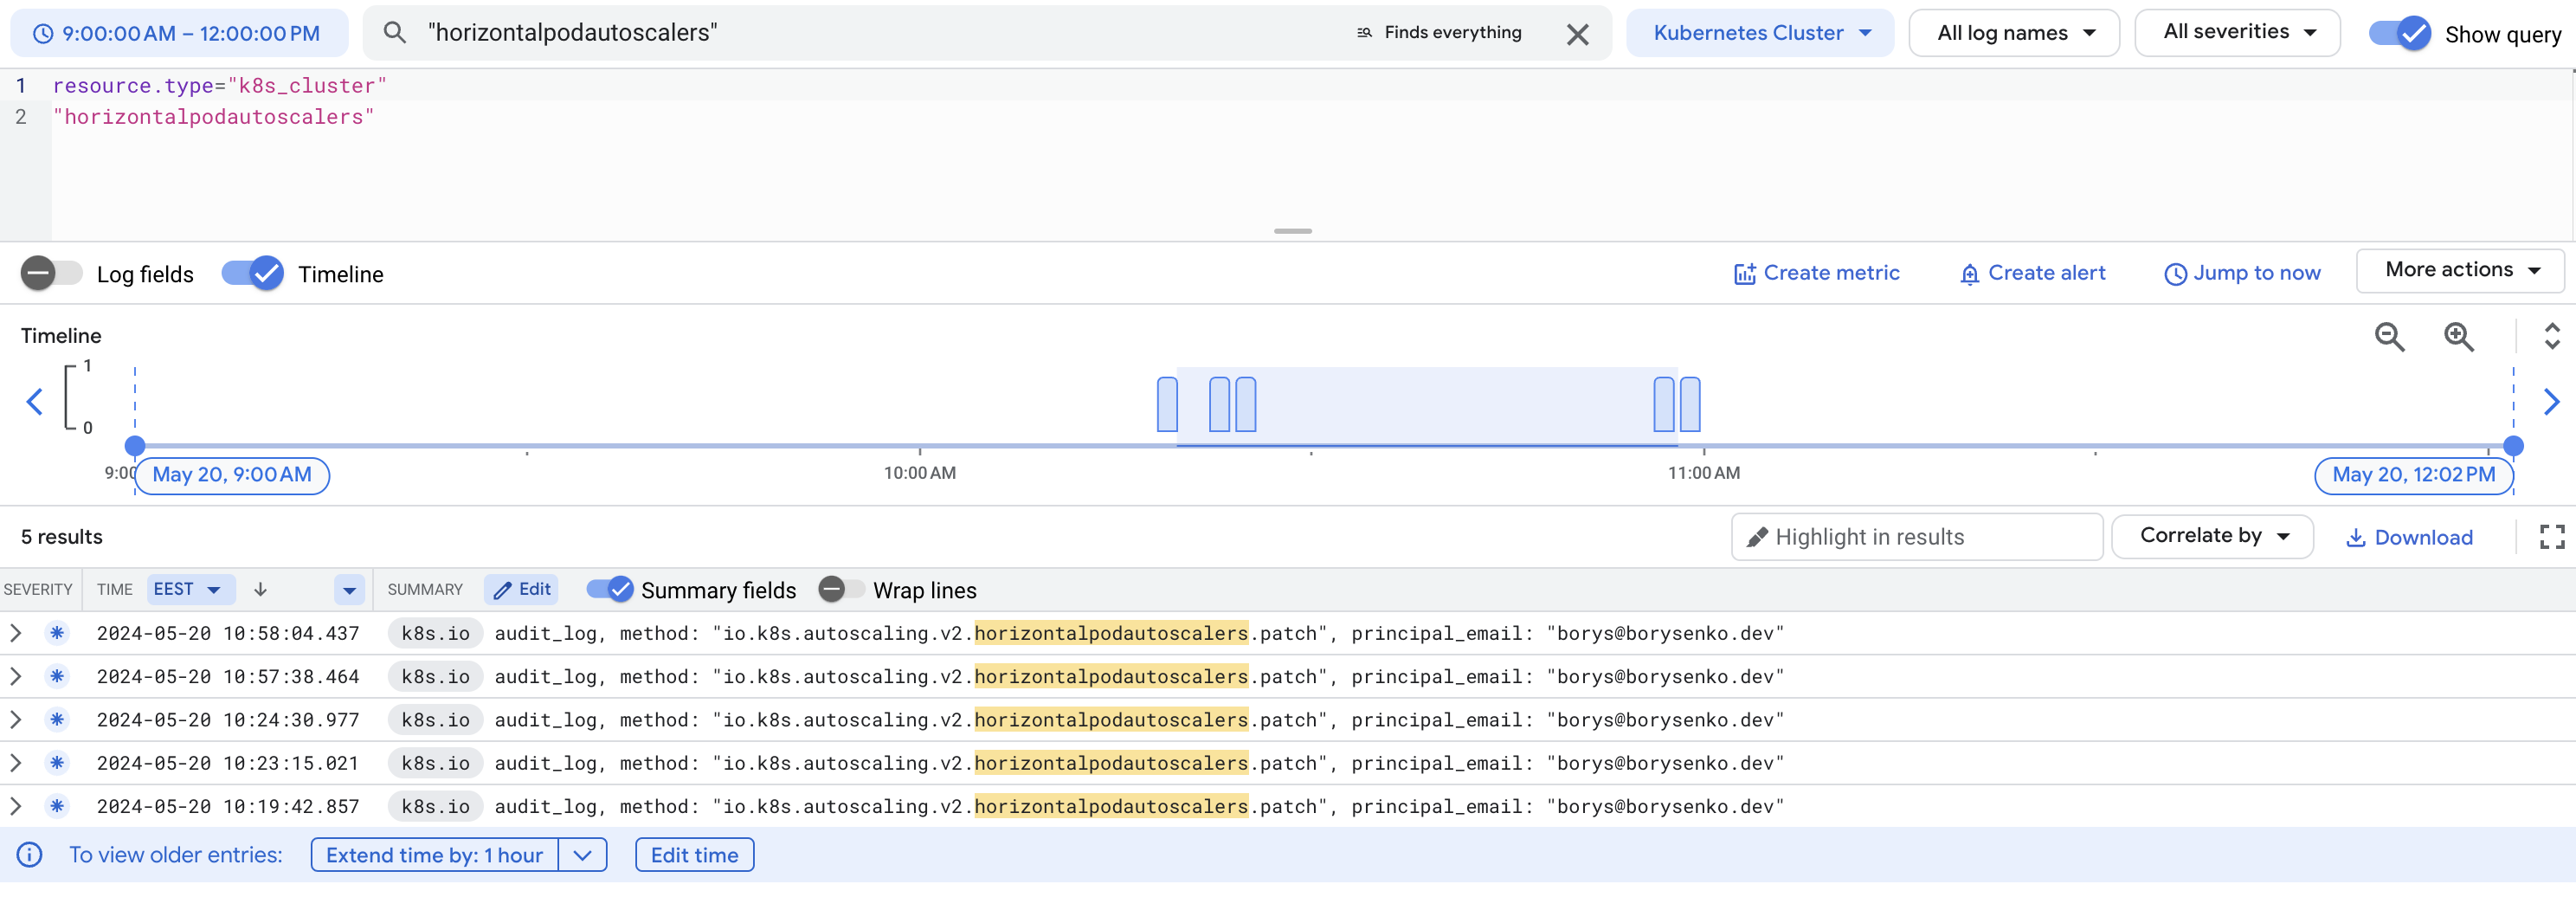 9:00:00 AM – 12:00:00 PM
"horizontalpodautoscalers"
Finds everything
Kubernetes Cluster
All log names
All severities
Show query
1 resource.type="k8s_cluster"
2 "horizontalpodautoscalers"
Log fields
Timeline
Create metric
Create alert
Jump to now
More actions
Timeline
1
0
9:00
May 20, 9:00 AM
10:00 AM
11:00 AM
May 20, 12:02 PM
5 results
Highlight in results
Correlate by
Download
SEVERITY TIME EEST SUMMARY Edit Summary fields Wrap lines
2024-05-20 10:58:04.437 k8s.io audit_log, method: "io.k8s.autoscaling.v2.horizontalpodautoscalers.patch", principal_email: "borys@borysenko.dev"
2024-05-20 10:57:38.464 k8s.io audit_log, method: "io.k8s.autoscaling.v2.horizontalpodautoscalers.patch", principal_email: "borys@borysenko.dev"
2024-05-20 10:24:30.977 k8s.io audit_log, method: "io.k8s.autoscaling.v2.horizontalpodautoscalers.patch", principal_email: "borys@borysenko.dev"
2024-05-20 10:23:15.021 k8s.io audit_log, method: "io.k8s.autoscaling.v2.horizontalpodautoscalers.patch", principal_email: "borys@borysenko.dev"
2024-05-20 10:19:42.857 k8s.io audit_log, method: "io.k8s.autoscaling.v2.horizontalpodautoscalers.patch", principal_email: "borys@borysenko.dev"
To view older entries: Extend time by: 1 hour Edit time